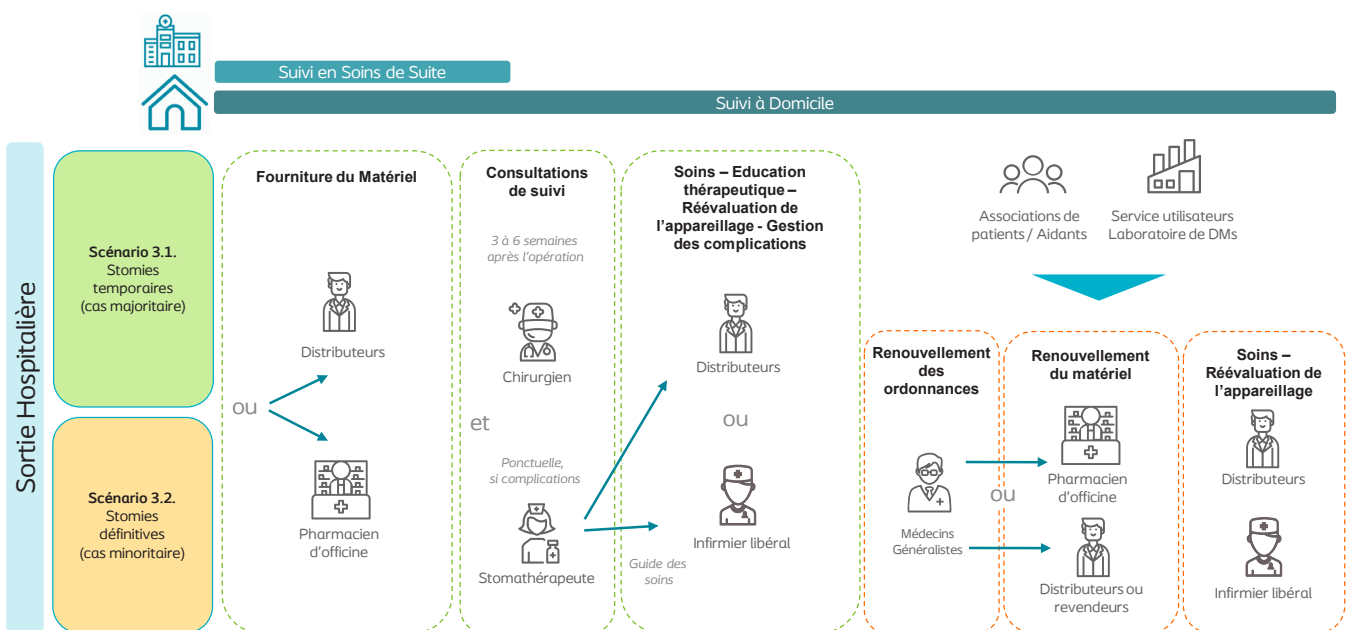 Suivi en Soins de Suite
Suivi à Domicile
Sortie Hospitalière
Scénario 3.1.
Stomies
temporaires
(cas majoritaire)
Scénario 3.2.
Stomies
définitives
(cas minoritaire)
Fourniture du Matériel
Distributeurs
ou
Pharmacien
d'officine
Consultations
de suivi
3 à 6 semaines
après l'opération
Chirurgien
et
Ponctuelle,
si complications
Stomathérapeute
Soins – Education
thérapeutique –
Réévaluation de
l'appareillage - Gestion
des complications
Distributeurs
ou
Infirmier libéral
Guide des
soins
Associations de
patients / Aidants
Service utilisateurs
Laboratoire de DMs
Renouvellement
des
ordonnances
Médecins
Généralistes
ou
Renouvellement
du matériel
Pharmacien
d'officine
Distributeurs ou
revendeurs
Soins –
Réévaluation de
l'appareillage
Distributeurs
Infirmier libéral